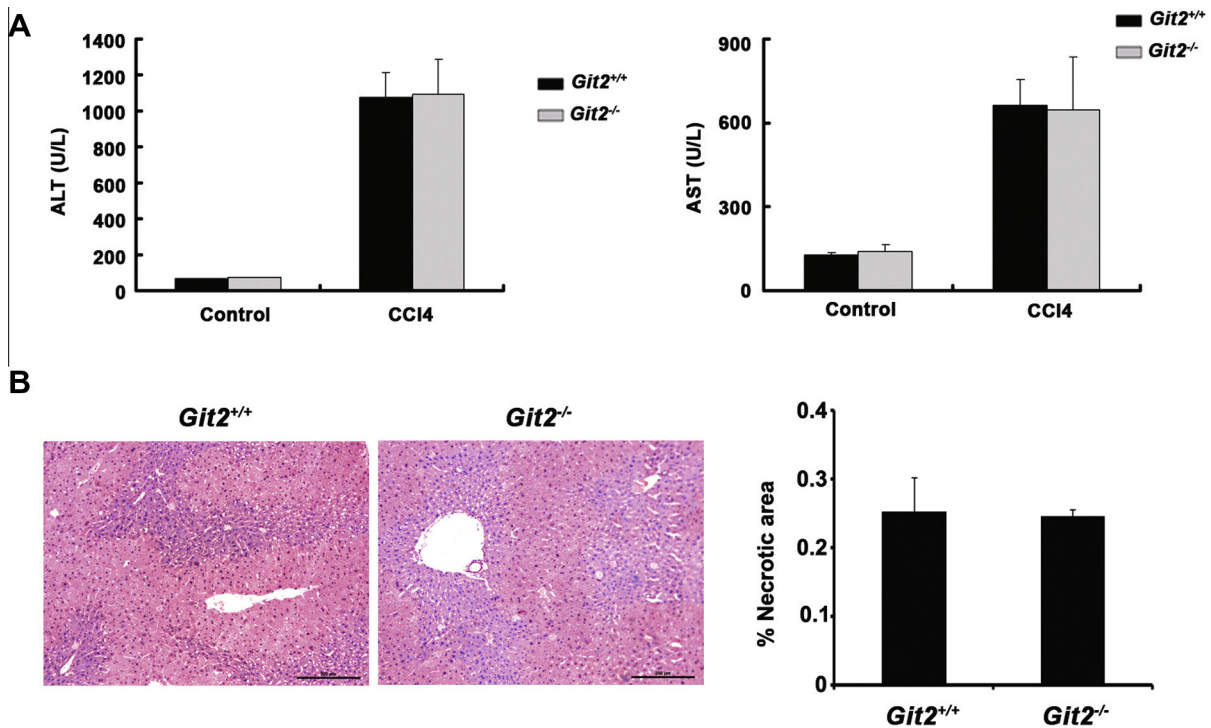 A
1400
1200
1000
800
600
400
200
0
ALT (U/L)
Control
CCl4
Git2+/+
Git2-/-
900
600
300
0
AST (U/L)
Control
CCl4
Git2+/+
Git2-/-
B
Git2+/+
Git2-/-
0.4
0.3
0.2
0.1
0
% Necrotic area
Git2+/+
Git2-/-